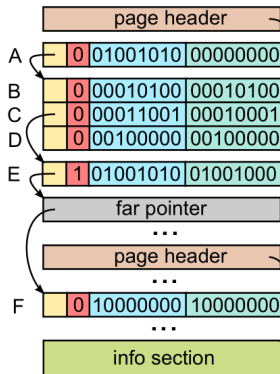 page header
A 0 01001010 00000000
B 0 00010100 00010100
C 0 00011001 00010001
D 0 00100000 00100000
E 1 01001010 01001000
far pointer
...
page header
...
F 0 10000000 10000000
...
info section